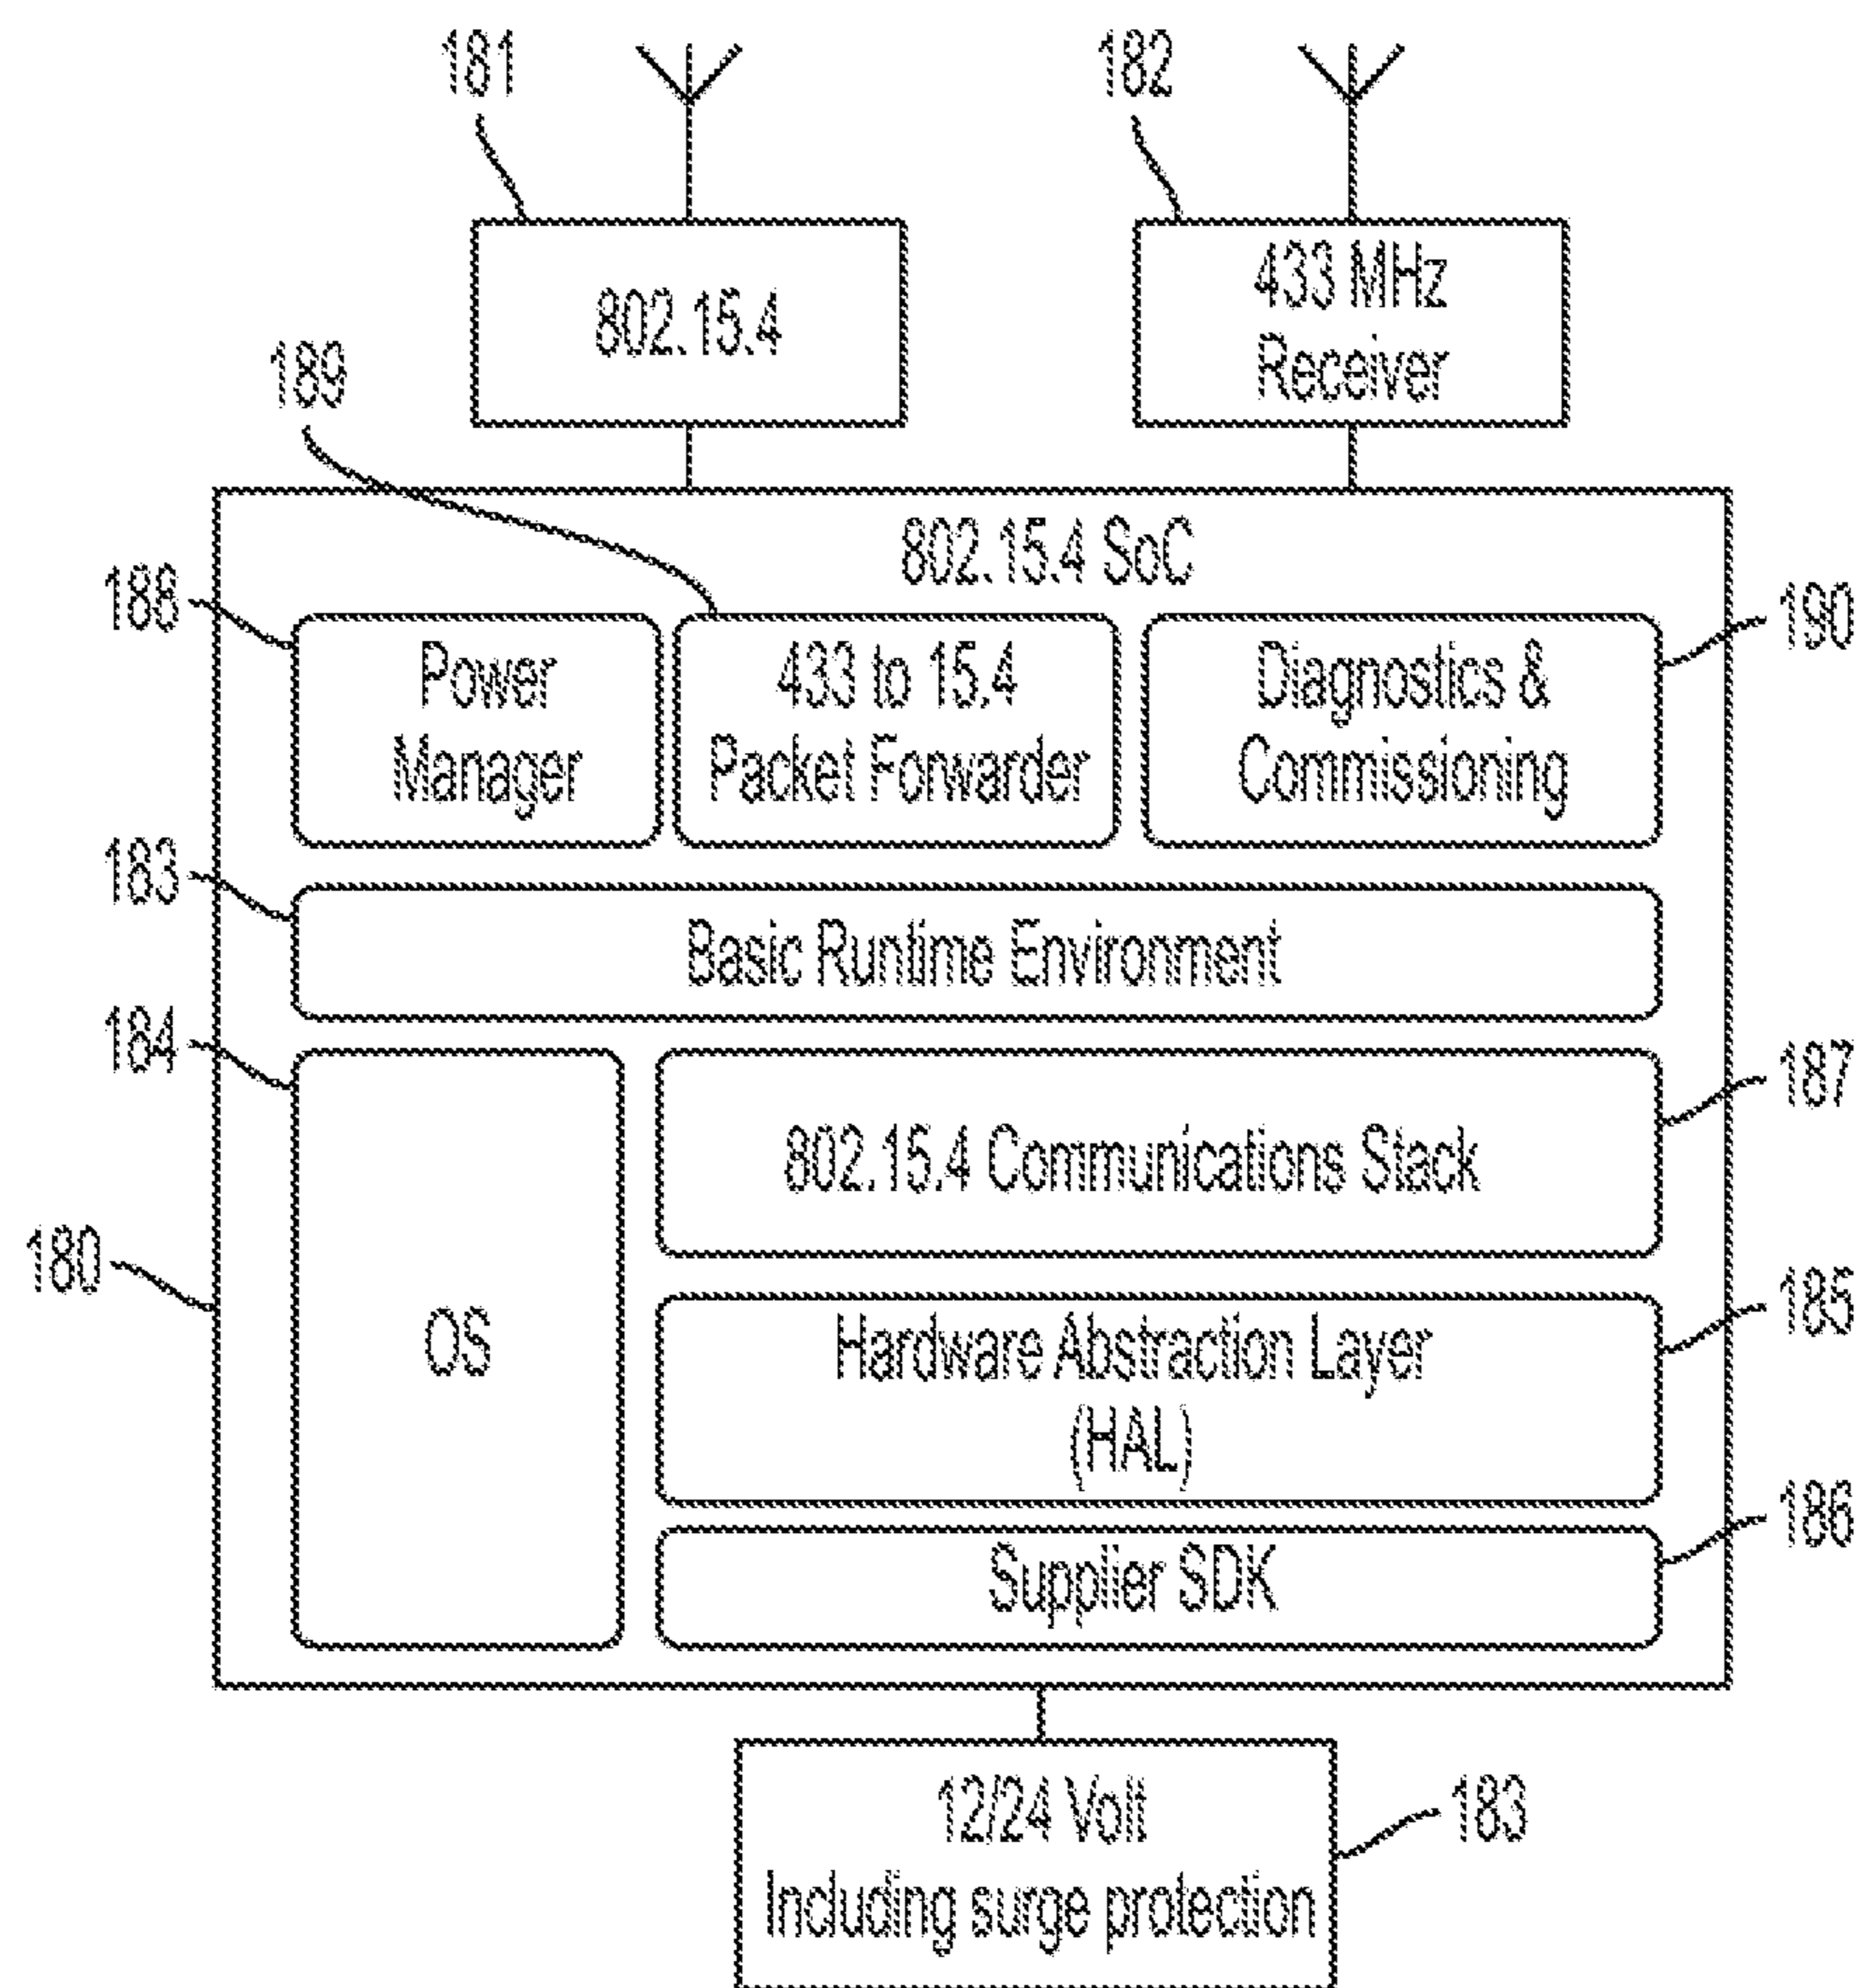 181
182
802.15.4
433 MHz
Receiver
189
802.15.4 SoC
188
190
Power
Manager
433 to 15.4
Packet Forwarder
Diagnostics &
Commissioning
183
Basic Runtime Environment
184
187
802.15.4 Communications Stack
180
OS
185
Hardware Abstraction Layer
(HAL)
186
Supplier SDK
12/24 Volt
Including surge protection
183